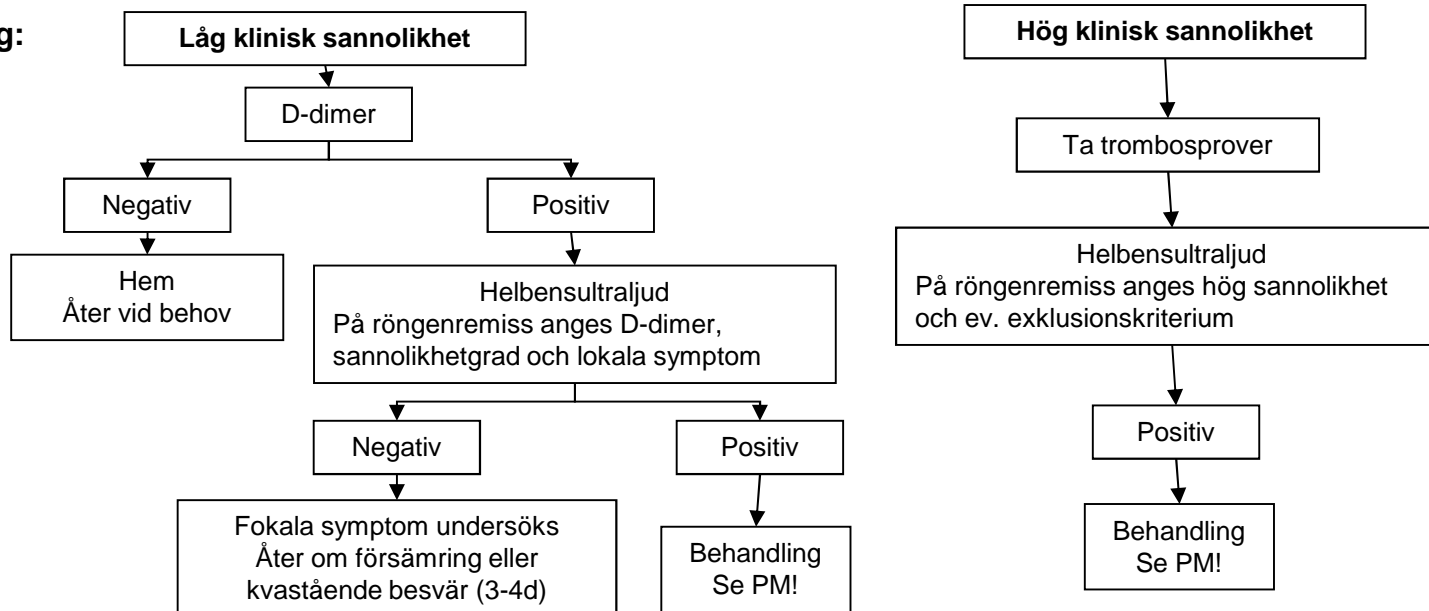 g:
Låg klinisk sannolikhet
D-dimer
Negativ
Positiv
Hem
Åter vid behov
Helbensultraljud
På röngenremiss anges D-dimer,
sannolikhetgrad och lokala symptom
Negativ
Positiv
Fokala symptom undersöks
Åter om försämring eller
kvastående besvär (3-4d)
Behandling
Se PM!
Hög klinisk sannolikhet
Ta trombosprover
Helbensultraljud
På röngenremiss anges hög sannolikhet
och ev. exklusionskriterium
Positiv
Behandling
Se PM!